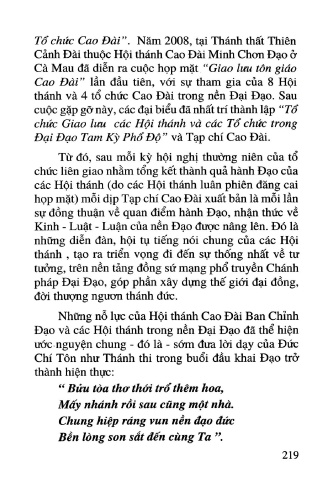 Tổ chức Cao Đài”. Năm 2008, tại Thánh thất Thiên
Cảnh Đài thuộc Hội thánh Cao Đài Minh Chơn Đạo ở
Cà Mau đã diễn ra cuộc họp mặt “Giao lưu tôn giáo
Cao Đài” lần đầu tiên, với sự tham gia của 8 Hội
thánh và 4 tổ chức Cao Đài trong nền Đại Đạo. Sau
cuộc gặp gỡ này, các đại biểu đã nhất trí thành lập “Tổ
chức Giao lưu các Hội thánh và các Tổ chức trong
Đại Đạo Tam Kỳ Phổ Độ” và Tạp chí Cao Đài.
Từ đó, sau mỗi kỳ hội nghị thường niên của tổ
chức liên giao nhằm tổng kết thành quả hành Đạo của
các Hội thánh (do các Hội thánh luân phiên đăng cai
họp mặt) mỗi dịp Tạp chí Cao Đài xuất bản là mỗi lần
sự đồng thuận về quan điểm hành Đạo, nhận thức về
Kinh - Luật - Luận của nền Đạo được nâng lên. Đó là
những diễn đàn, hội tụ tiếng nói chung của các Hội
thánh , tạo ra triển vọng đi đến sự thống nhất về tư
tưởng, trên nền tảng đồng sứ mạng phổ truyền Chánh
pháp Đại Đạo, góp phần xây dựng thế giới đại đồng,
đời thượng ngươn thánh đức.
Những nỗ lực của Hội thánh Cao Đài Ban Chỉnh
Đạo và các Hội thánh trong nền Đại Đạo đã thể hiện
ước nguyện chung - đó là - sớm đưa lời dạy của Đức
Chí Tôn như Thánh thi trong buổi đầu khai Đạo trở
thành hiện thực:
“ Bửu tòa thơ thới trổ thêm hoa,
Mấy nhánh rồi sau cũng một nhà.
Chung hiệp ráng vun nền đạo đức
Bền lòng son sắt đến cùng Ta ”.
219